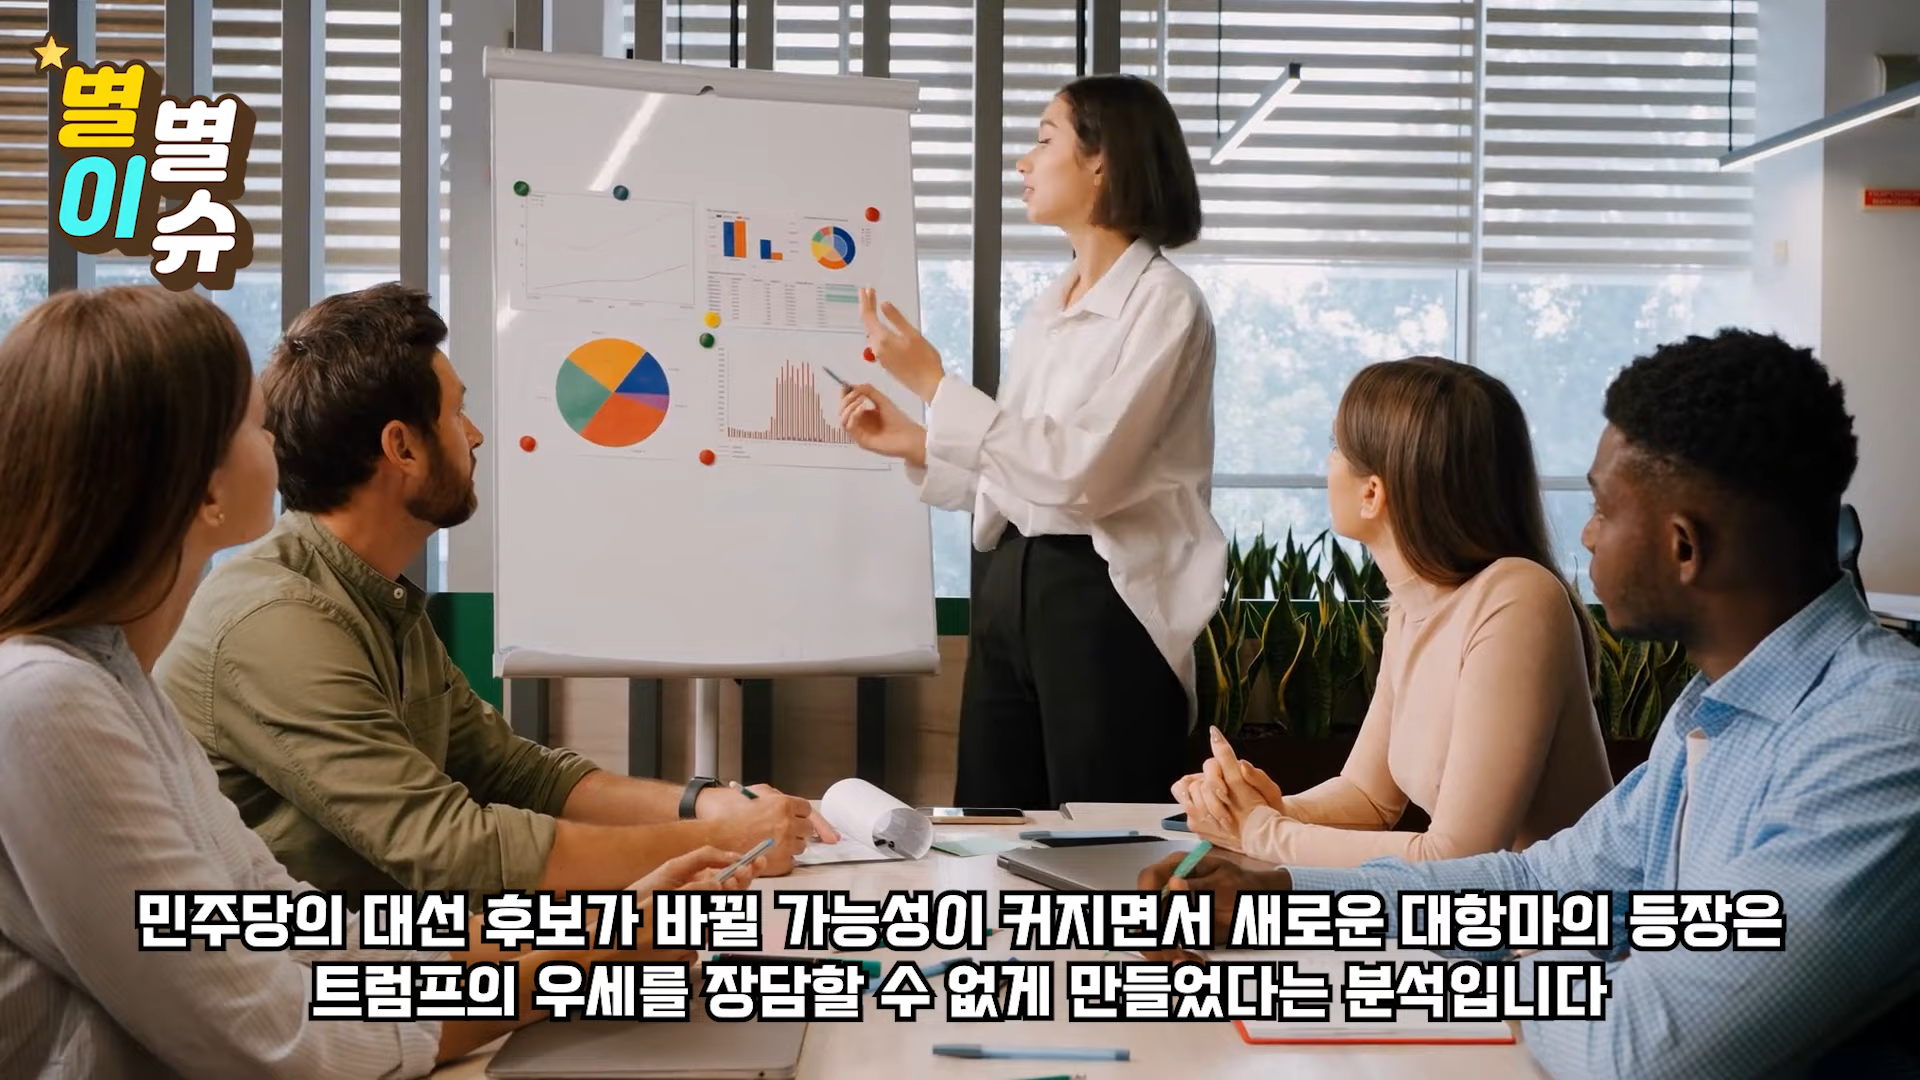 별별
이슈
민주당의 대선 후보가 바뀔 가능성이 커지면서 새로운 대항마의 등장은
트럼프의 우세를 장담할 수 없게 만들었다는 분석입니다